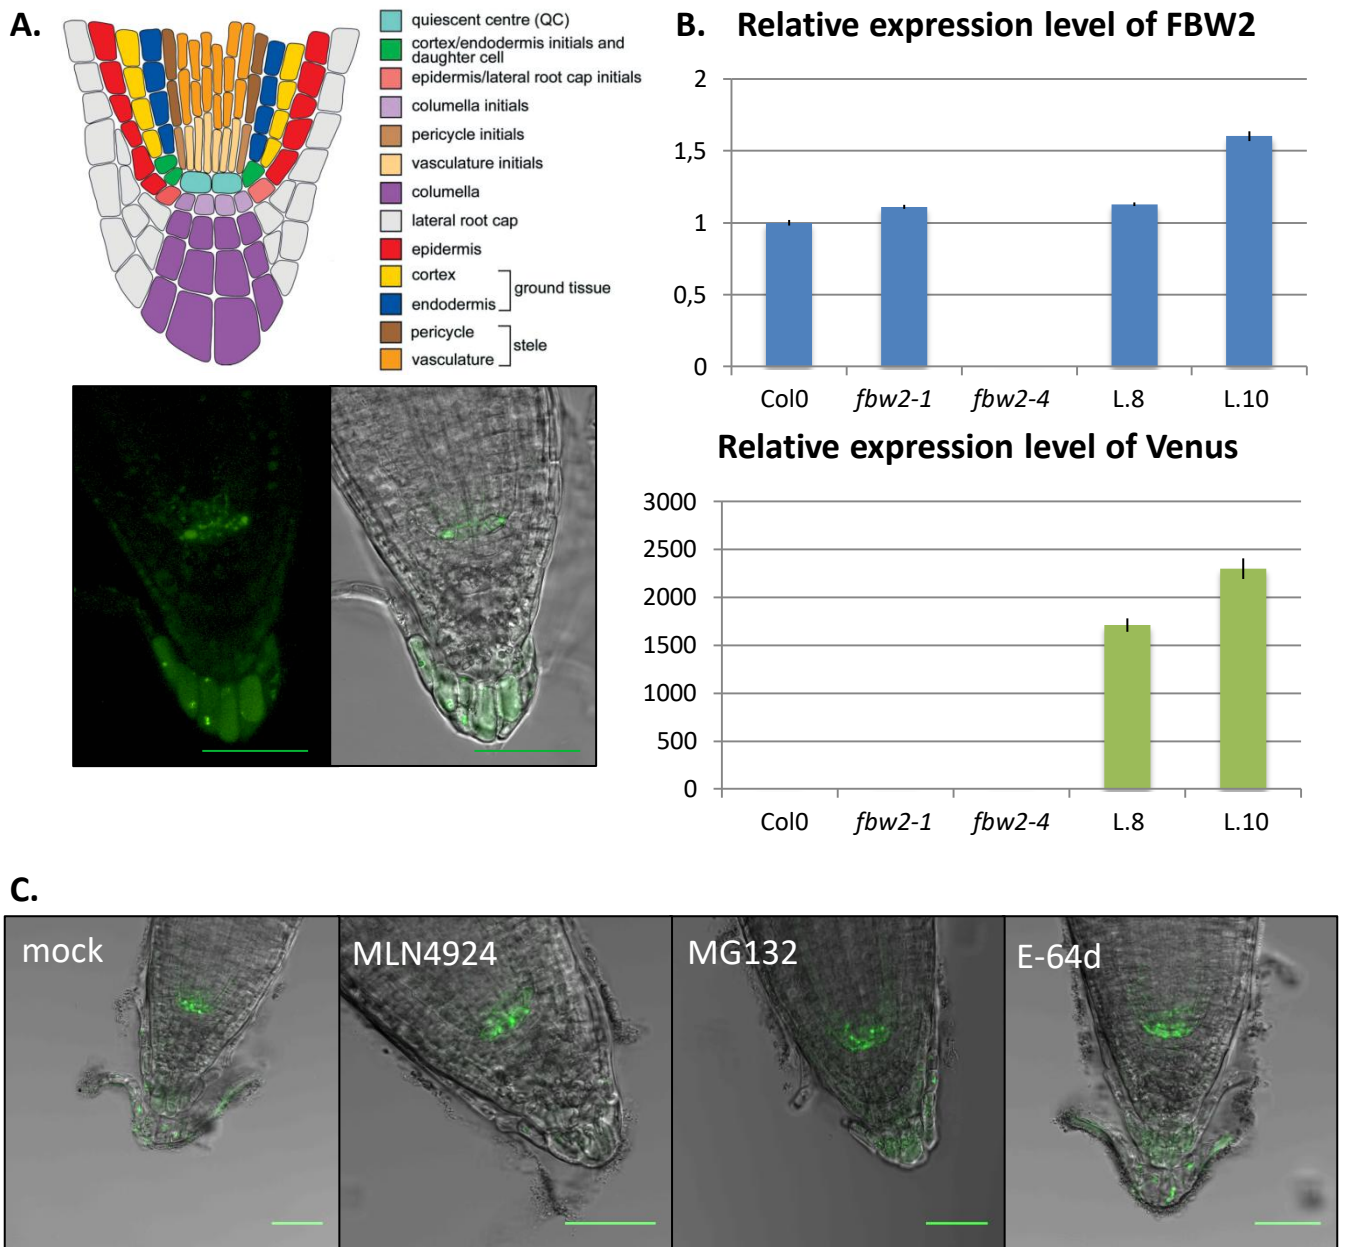 A.
quiescent centre (QC)
cortex/endodermis initials and
daughter cell
epidermis/lateral root cap initials
columella initials
pericycle initials
vasculature initials
columella
lateral root cap
epidermis
cortex
ground tissue
endodermis
pericycle
stele
vasculature
B. Relative expression level of FBW2
2
1,5
1
0,5
0
Col0 fbw2-1 fbw2-4 L.8 L.10
Relative expression level of Venus
3000
2500
2000
1500
1000
500
0
Col0 fbw2-1 fbw2-4 L.8 L.10
C.
mock MLN4924 MG132 E-64d